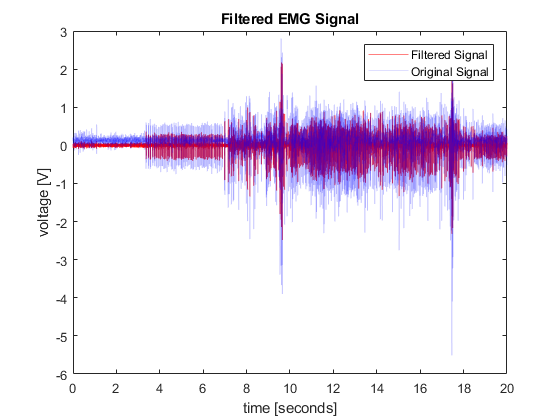 Filtered EMG Signal
3
2
1
0
-1
-2
-3
-4
-5
-6
voltage [V]
Filtered Signal
Original Signal
0 2 4 6 8 10 12 14 16 18 20
time [seconds]